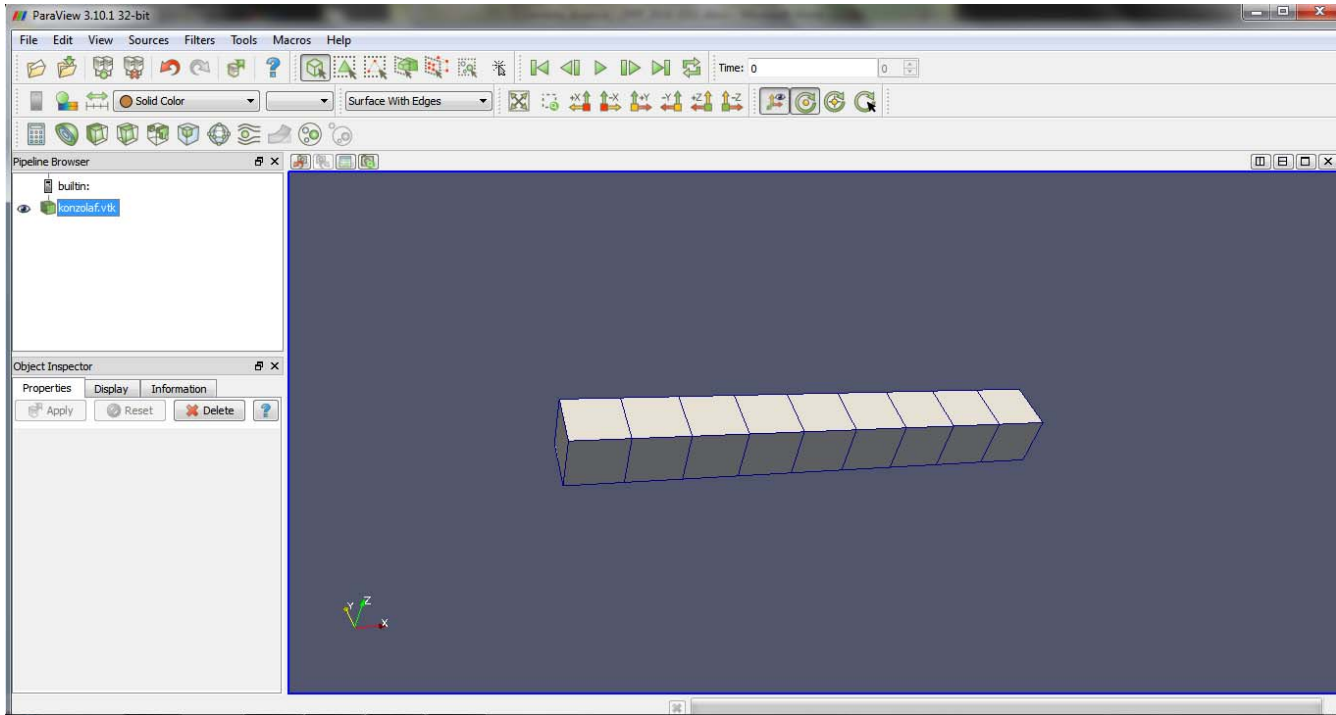 ParaView 3.10.1 32-bit
File Edit View Sources Filters Tools Macros Help
Time: 0 0
Solid Color Surface With Edges +X -X +Y -Y +Z -Z
Pipeline Browser
builtin:
konzolaf.vtk
Object Inspector
Properties Display Information
Apply Reset Delete ?
Y Z X